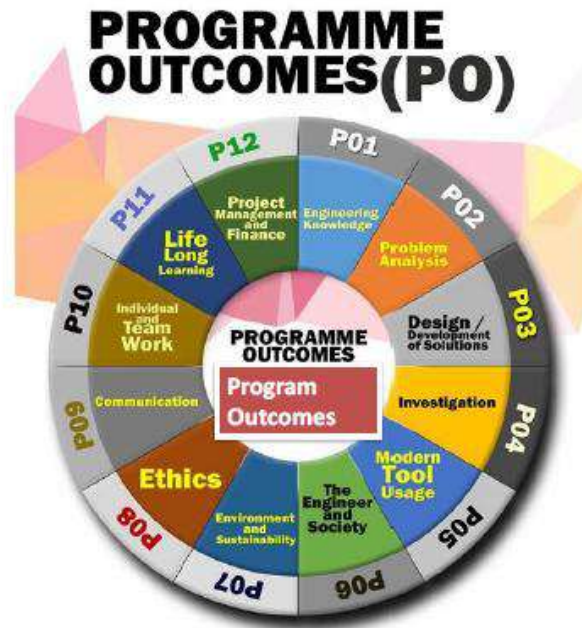 PROGRAMME
OUTCOMES(PO)
P01
Engineering
Knowledge
P02
Problem
Analysis
P03
Design /
Development
of Solutions
P04
Investigation
P05
Modern
Tool
Usage
P06
The
Engineer
and
Society
P07
Environment
and
Sustainability
P08
Ethics
P09
Communication
P10
Individual
and
Team
Work
P11
Life
Long
Learning
P12
Project
Management
and
Finance
PROGRAMME
OUTCOMES
Program
Outcomes